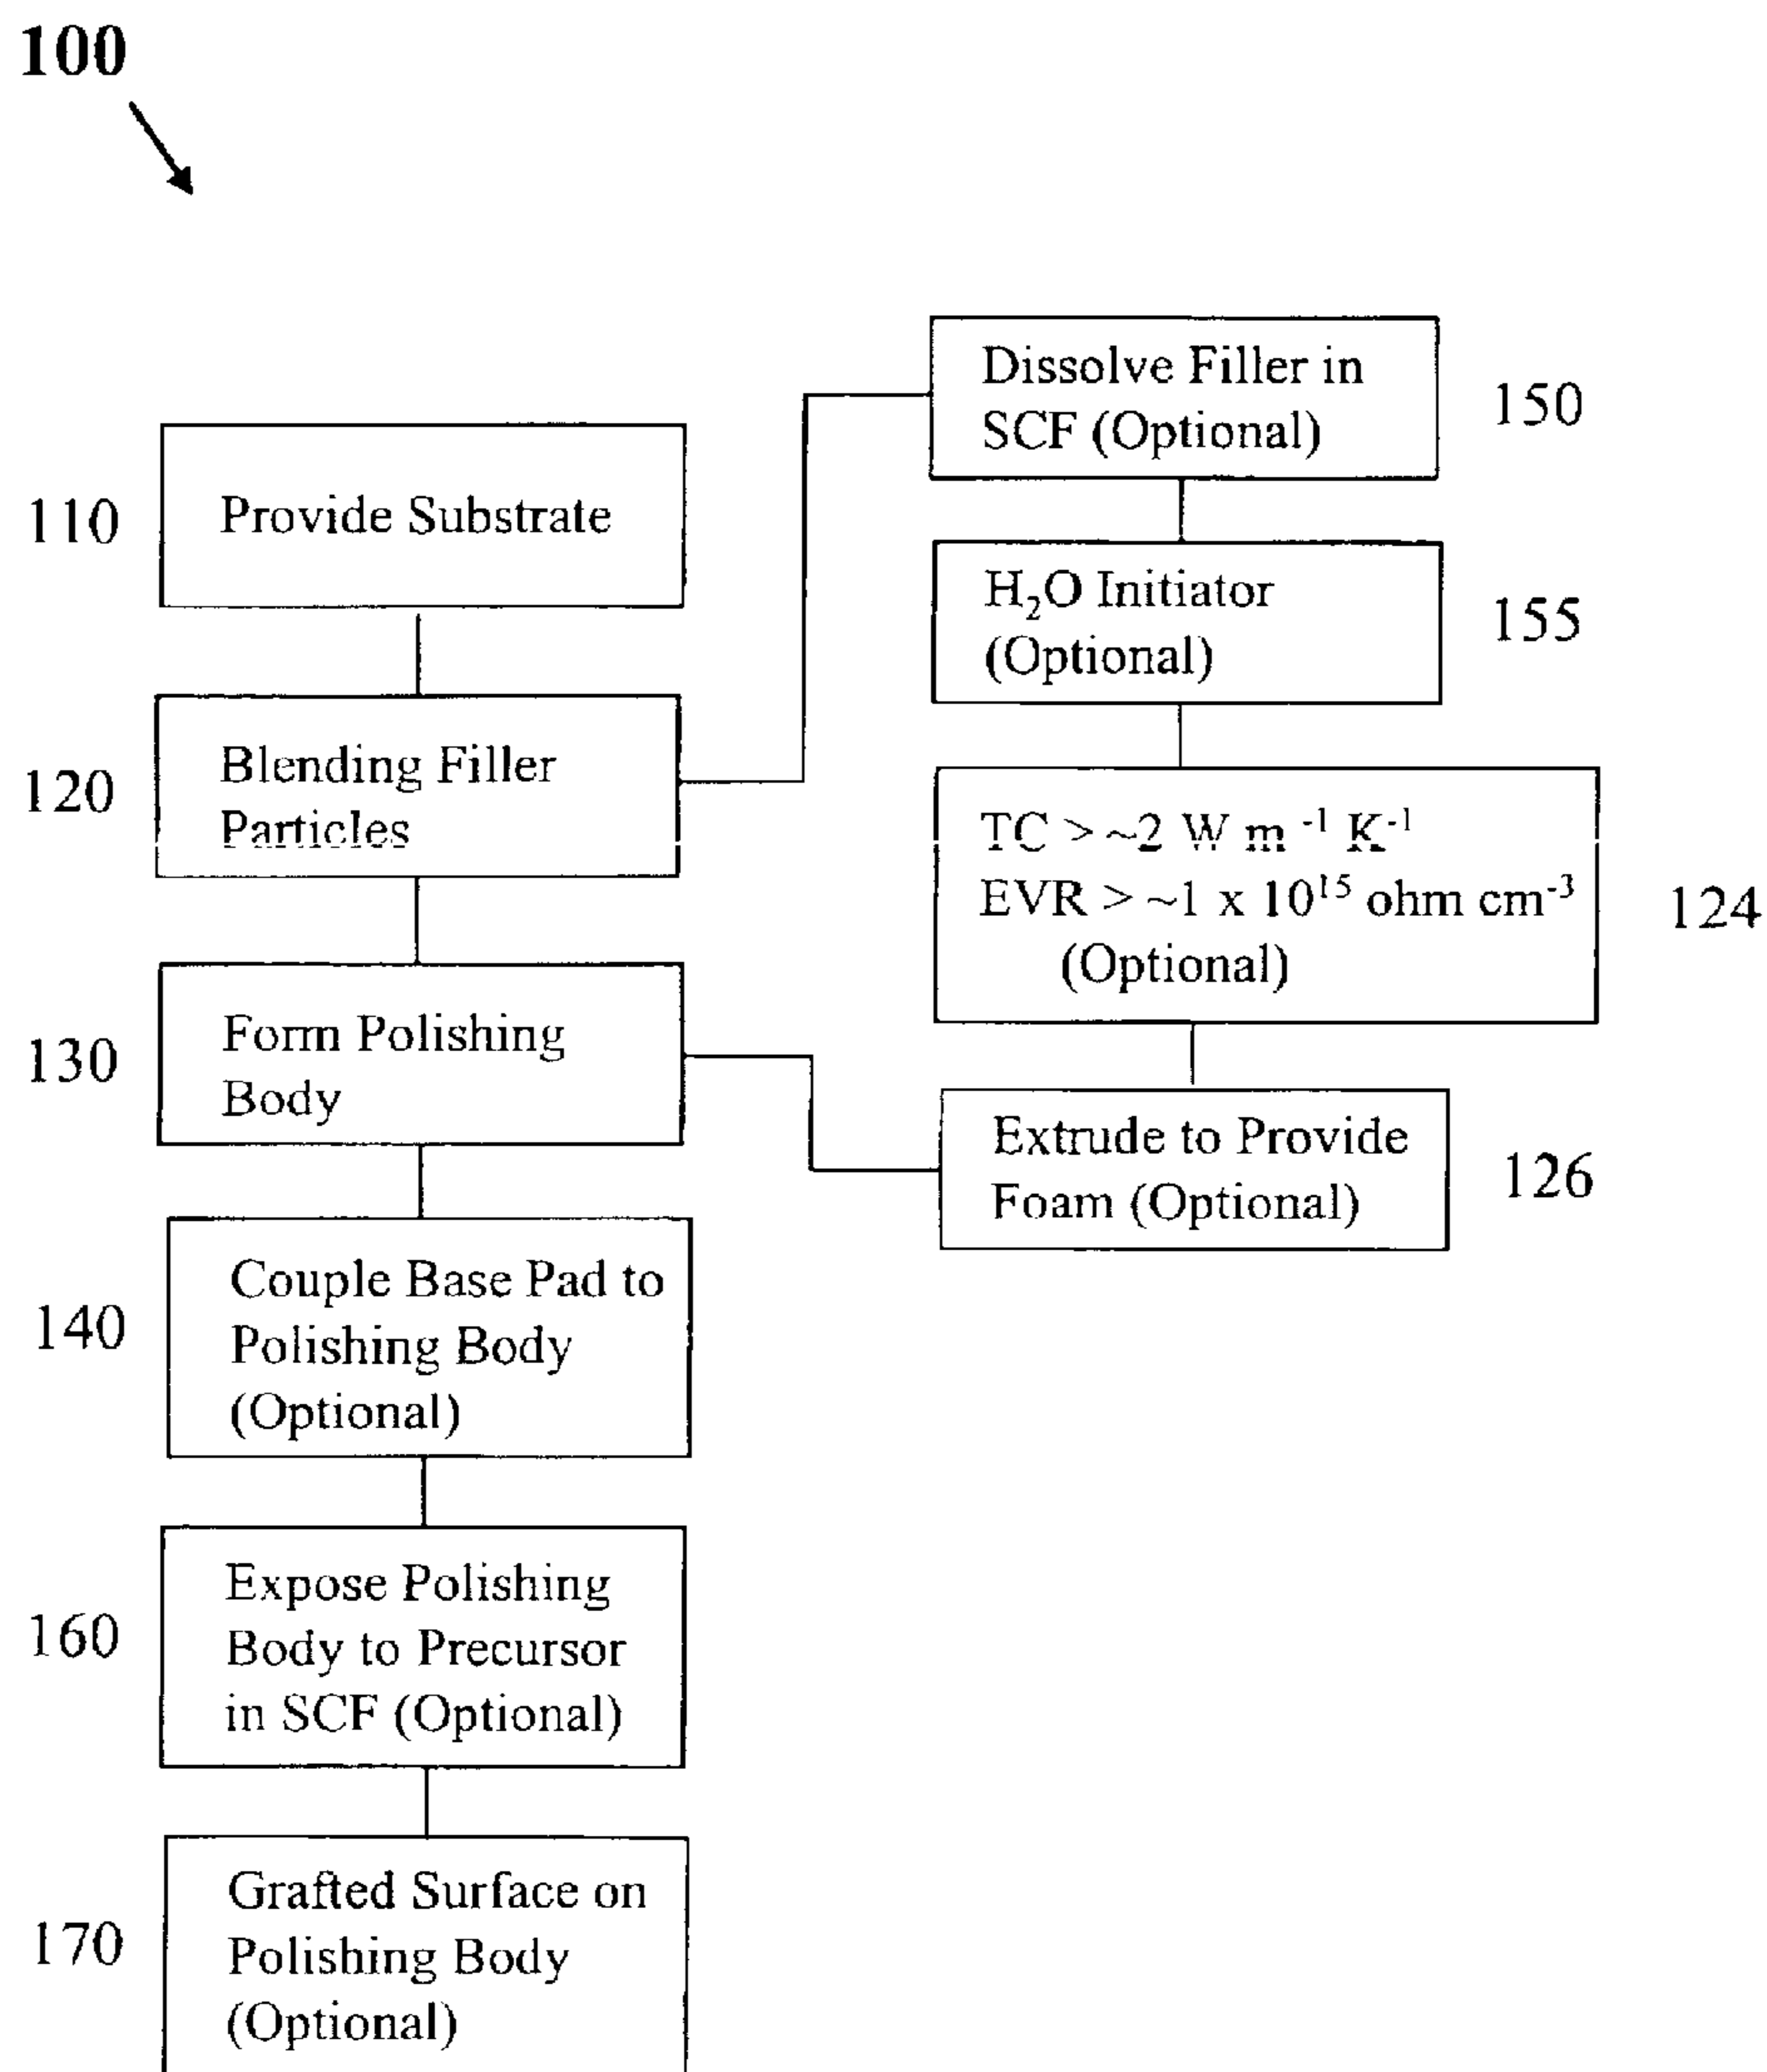 100
110
Provide Substrate
120
Blending Filler
Particles
130
Form Polishing
Body
140
Couple Base Pad to
Polishing Body
(Optional)
160
Expose Polishing
Body to Precursor
in SCF (Optional)
170
Grafted Surface on
Polishing Body
(Optional)
Dissolve Filler in
SCF (Optional)
150
H₂O Initiator
(Optional)
155
TC > ~2 W m ⁻¹ K⁻¹
EVR > ~1 x 10¹⁵ ohm cm⁻³
(Optional)
124
Extrude to Provide
Foam (Optional)
126